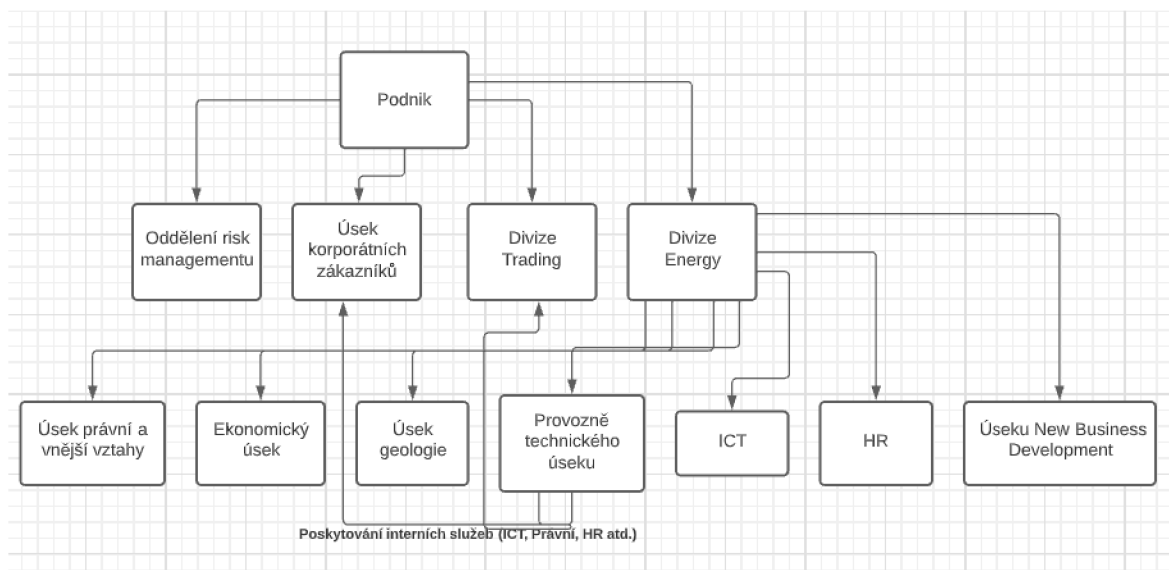 Podnik
Oddělení risk
managementu
Úsek
korporátních
zákazníků
Divize
Trading
Divize
Energy
Úsek právní a
vnější vztahy
Ekonomický
úsek
Úsek
geologie
Provozně
technického
úseku
ICT
HR
Úseku New Business
Development
Poskytování interních služeb (ICT, Právní, HR atd.)